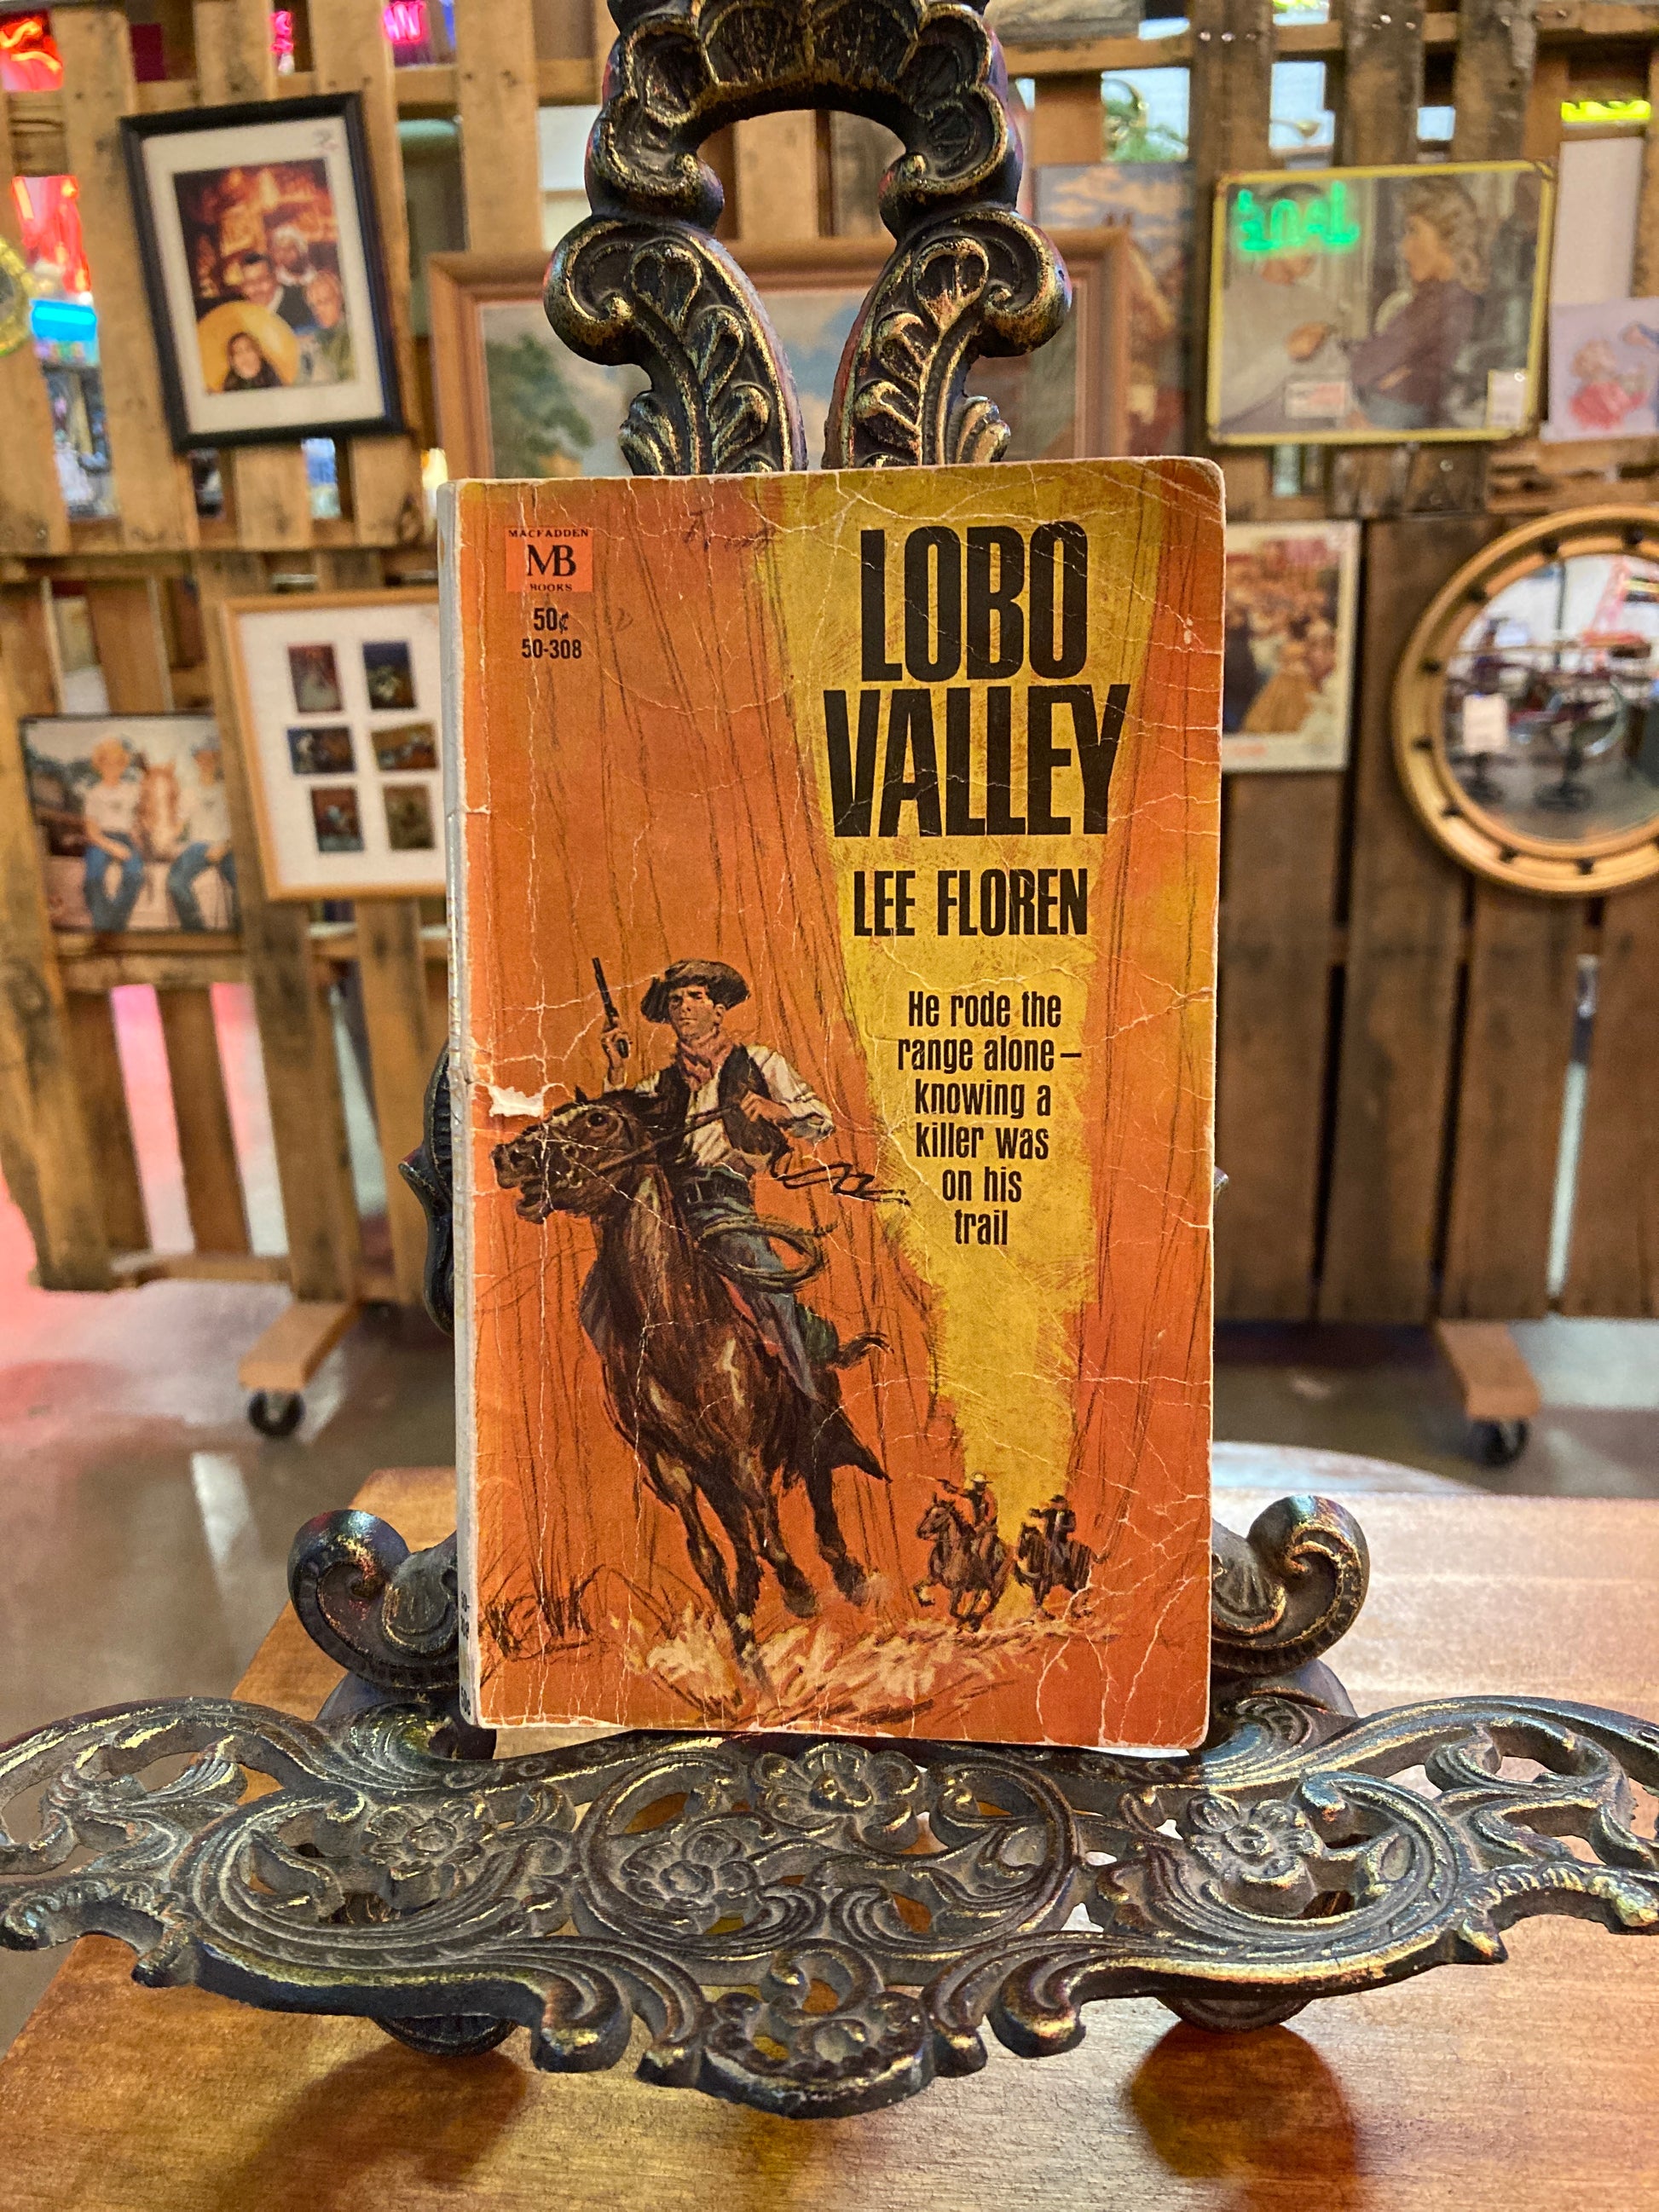 MACFADDEN
MB
BOOKS
50¢
50-308
LOBO
VALLEY
LEE FLOREN
He rode the
range alone—
knowing a
killer was
on his
trail